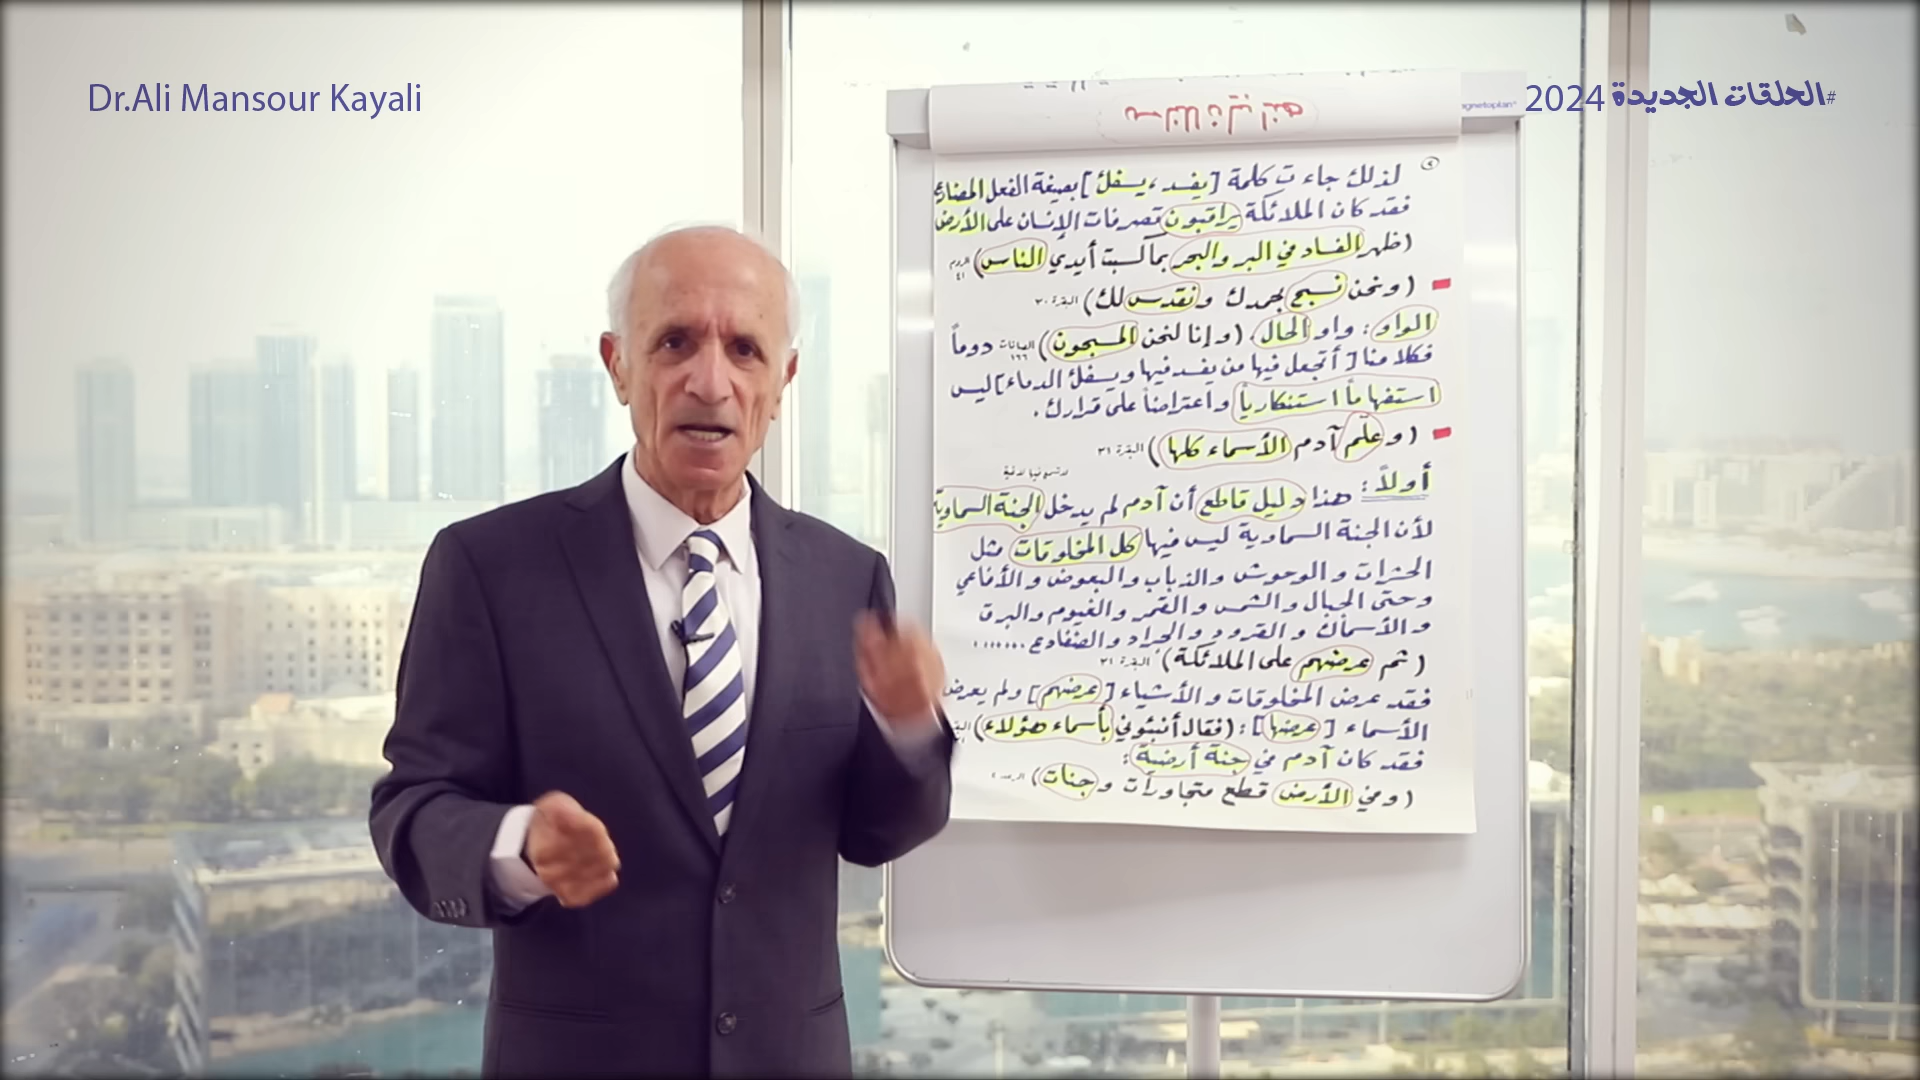 Dr.Ali Mansour Kayali
#الحلقات الجديدة 2024
لذلك جاءت كلمة [يفسد، يسفك] بصيغة الفعل المضارع
فقد كان الملائكة يراقبون تصرفات الإنسان على الأرض
(ظهر الفساد في البر والبحر بما كسبت أيدي الناس) الروم ٤١
(ونحن نسبح بحمدك ونقدس لك) البقرة ٣٠
الواو: واو الحال، (وإنا لنحن المسبحون) الصافات ١٦٦ دوماً
فكلامنا [أتجعل فيها من يفسد فيها ويسفك الدماء] ليس
استفهاماً استنكارياً واعتراضاً على قرارك.
(وعلّم آدم الأسماء كلها) البقرة ٣١
أولاً: هذا دليل قاطع أن آدم لم يدخل الجنة السماوية
لأن الجنة السماوية ليس فيها كل المخلوقات مثل
الحشرات والوحوش والذباب والبعوض والأفاعي
وحتى الجبال والشمس والقمر والغيوم والبرق
والأسماك والقرود والجراد والضفادع ......
(ثم عرضهم على الملائكة) البقرة ٣١
فقد عرض المخلوقات والأشياء [عرضهم] ولم يعرض
الأسماء [عرضها]: (فقال أنبئوني بأسماء هؤلاء)
فقد كان آدم في جنة أرضية:
(وفي الأرض قطع متجاورات وجنات) الرعد ٤